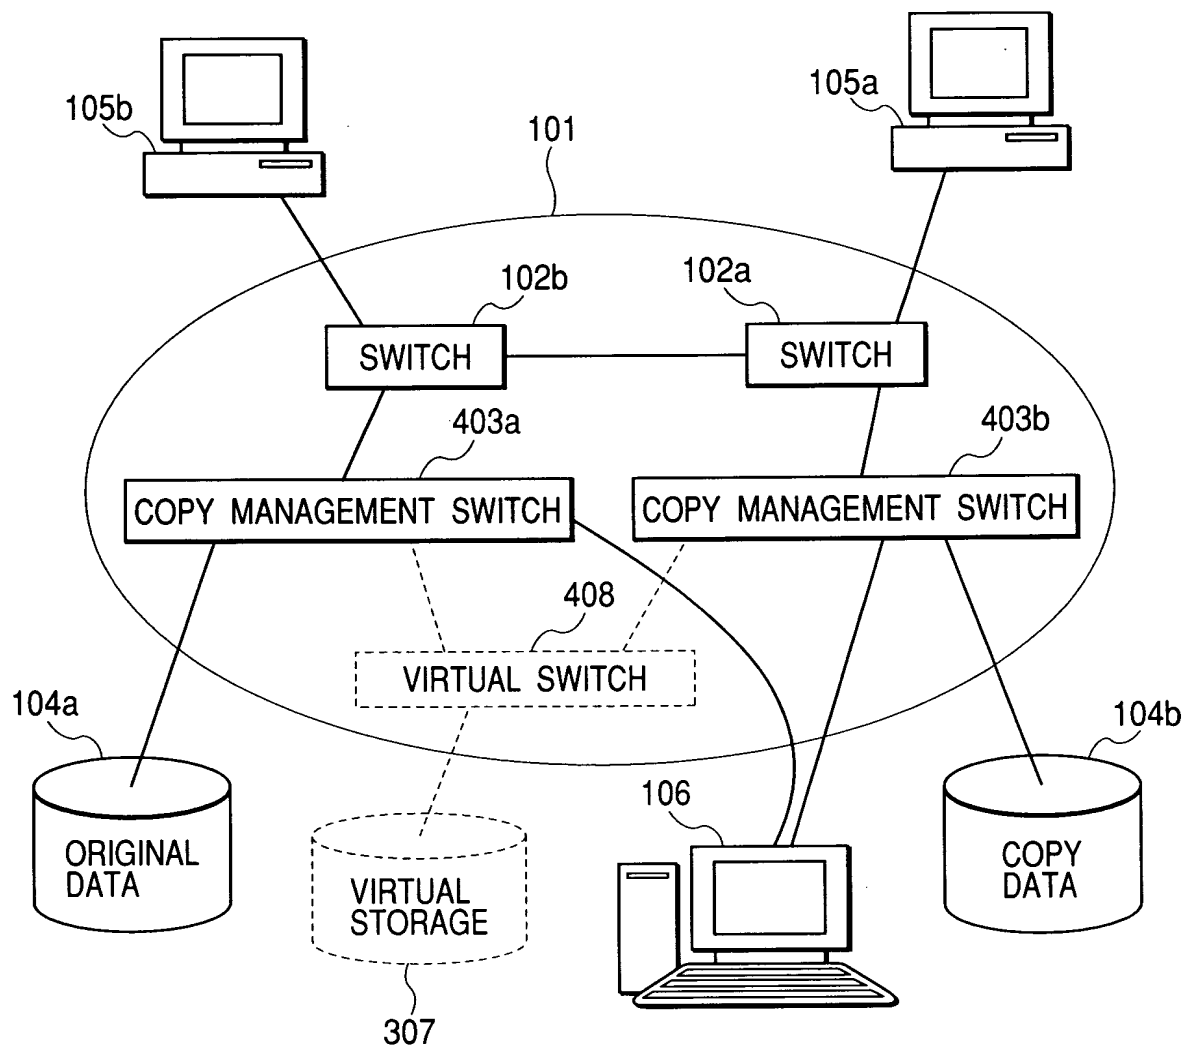 105b
105a
101
102b
102a
SWITCH
SWITCH
403a
403b
COPY MANAGEMENT SWITCH
COPY MANAGEMENT SWITCH
408
VIRTUAL SWITCH
104a
104b
106
ORIGINAL
DATA
VIRTUAL
STORAGE
COPY
DATA
307